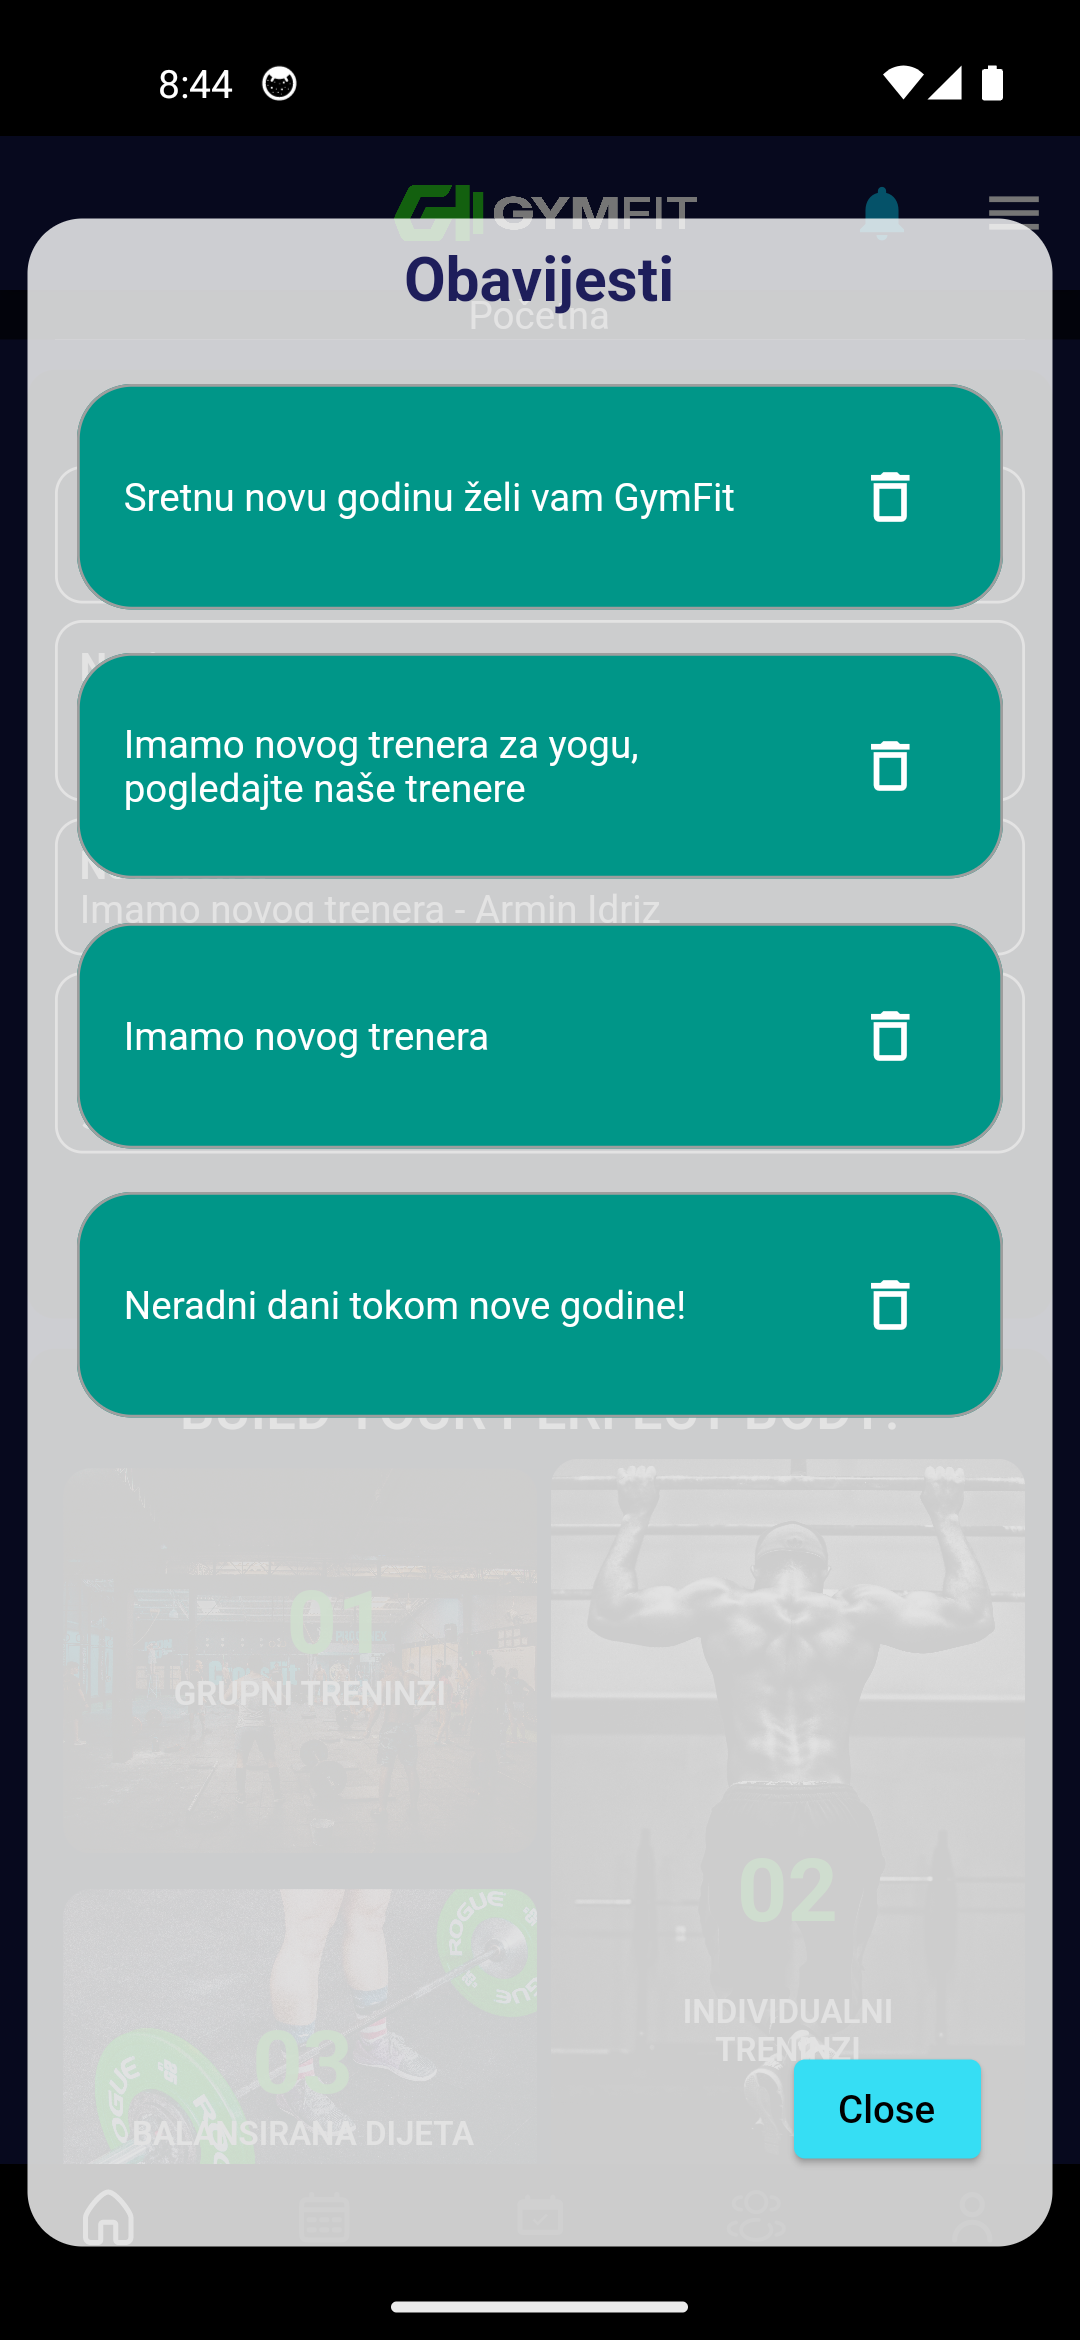 8:44
GYMFIT
Obavijesti
Početna
Sretnu novu godinu želi vam GymFit
Imamo novog trenera za yogu,
pogledajte naše trenere
Imamo novog trenera - Armin Idriz
Imamo novog trenera
Neradni dani tokom nove godine!
BUILD YOUR PERFECT BODY!
01
GRUPNI TRENINZI
02
INDIVIDUALNI
TRENINZI
ROGUE
03
BALANSIRANA DIJETA
Close